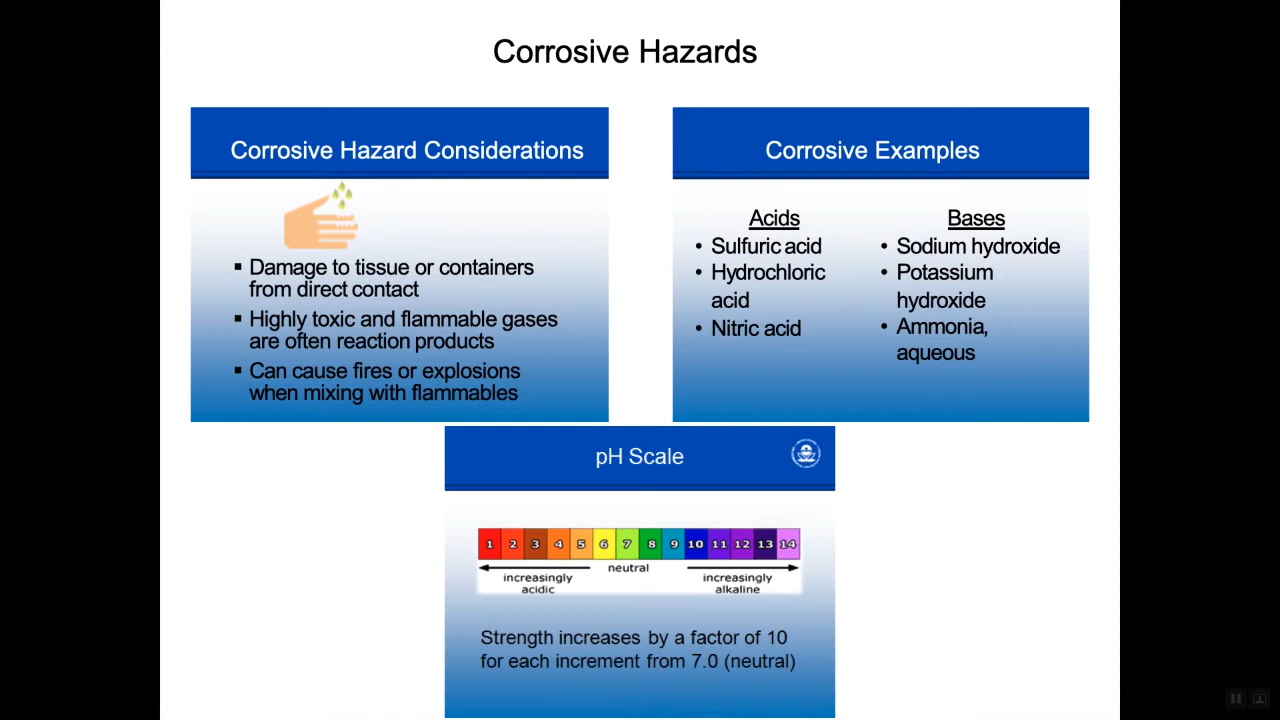 Corrosive Hazards
Corrosive Hazard Considerations
▪ Damage to tissue or containers
from direct contact
▪ Highly toxic and flammable gases
are often reaction products
▪ Can cause fires or explosions
when mixing with flammables
Corrosive Examples
Acids
• Sulfuric acid
• Hydrochloric
acid
• Nitric acid
Bases
• Sodium hydroxide
• Potassium
hydroxide
• Ammonia,
aqueous
pH Scale
1 2 3 4 5 6 7 8 9 10 11 12 13 14
neutral
increasingly
acidic
increasingly
alkaline
Strength increases by a factor of 10
for each increment from 7.0 (neutral)